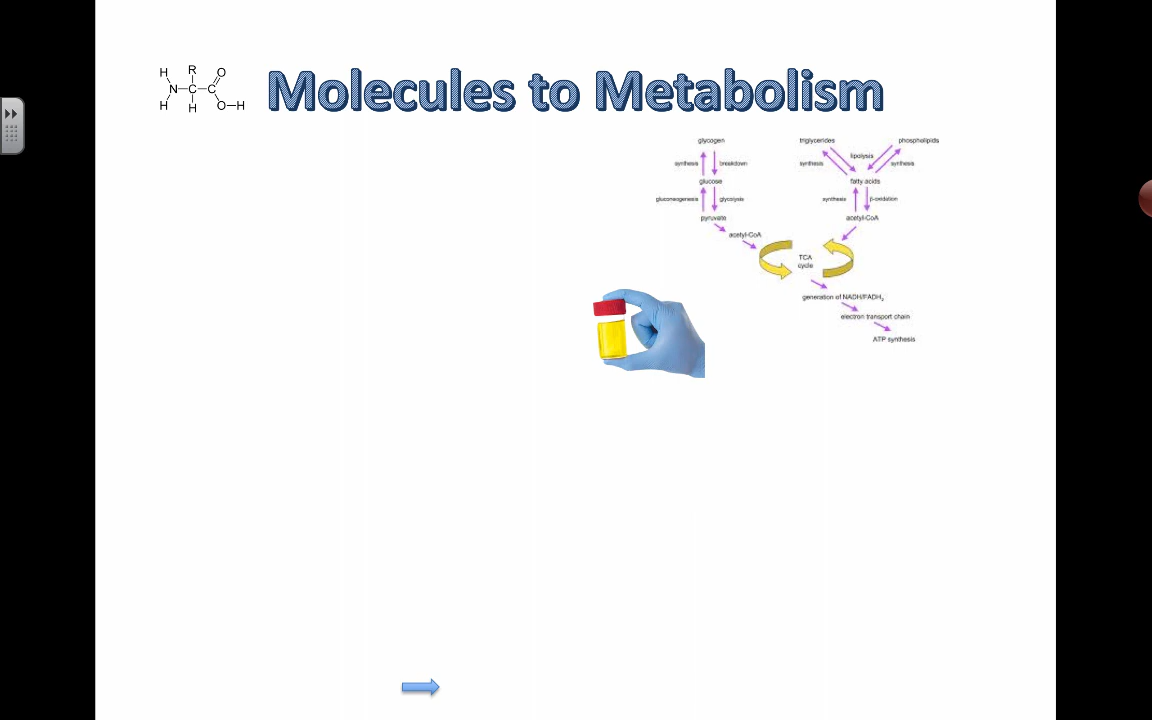 H R O
N C C
H H O H
Molecules to Metabolism
glycogen
synthesis breakdown
glucose
gluconeogenesis glycolysis
pyruvate
acetyl-CoA
triglycerides phospholipids
lipolysis
synthesis synthesis
fatty acids
synthesis β-oxidation
acetyl-CoA
TCA
cycle
generation of NADH/FADH₂
electron transport chain
ATP synthesis